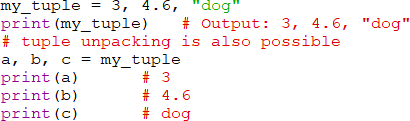 my_tuple = 3, 4.6, "dog"
print(my_tuple)   # Output: 3, 4.6, "dog"
# tuple unpacking is also possible
a, b, c = my_tuple
print(a)      # 3
print(b)      # 4.6
print(c)      # dog